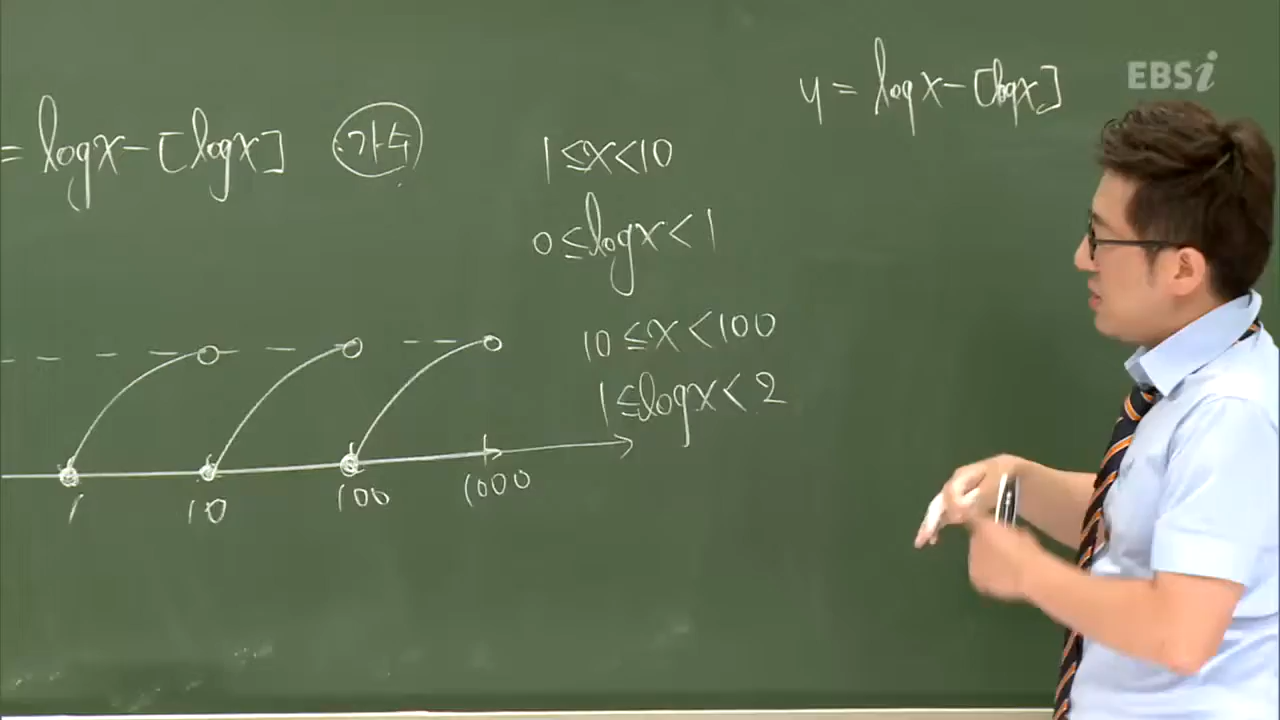 = log x - [log x] 가수
1 ≤ x < 10
0 ≤ log x < 1
10 ≤ x < 100
1 ≤ log x < 2
1 10 100 1000
y = log x - [log x]
EBSi